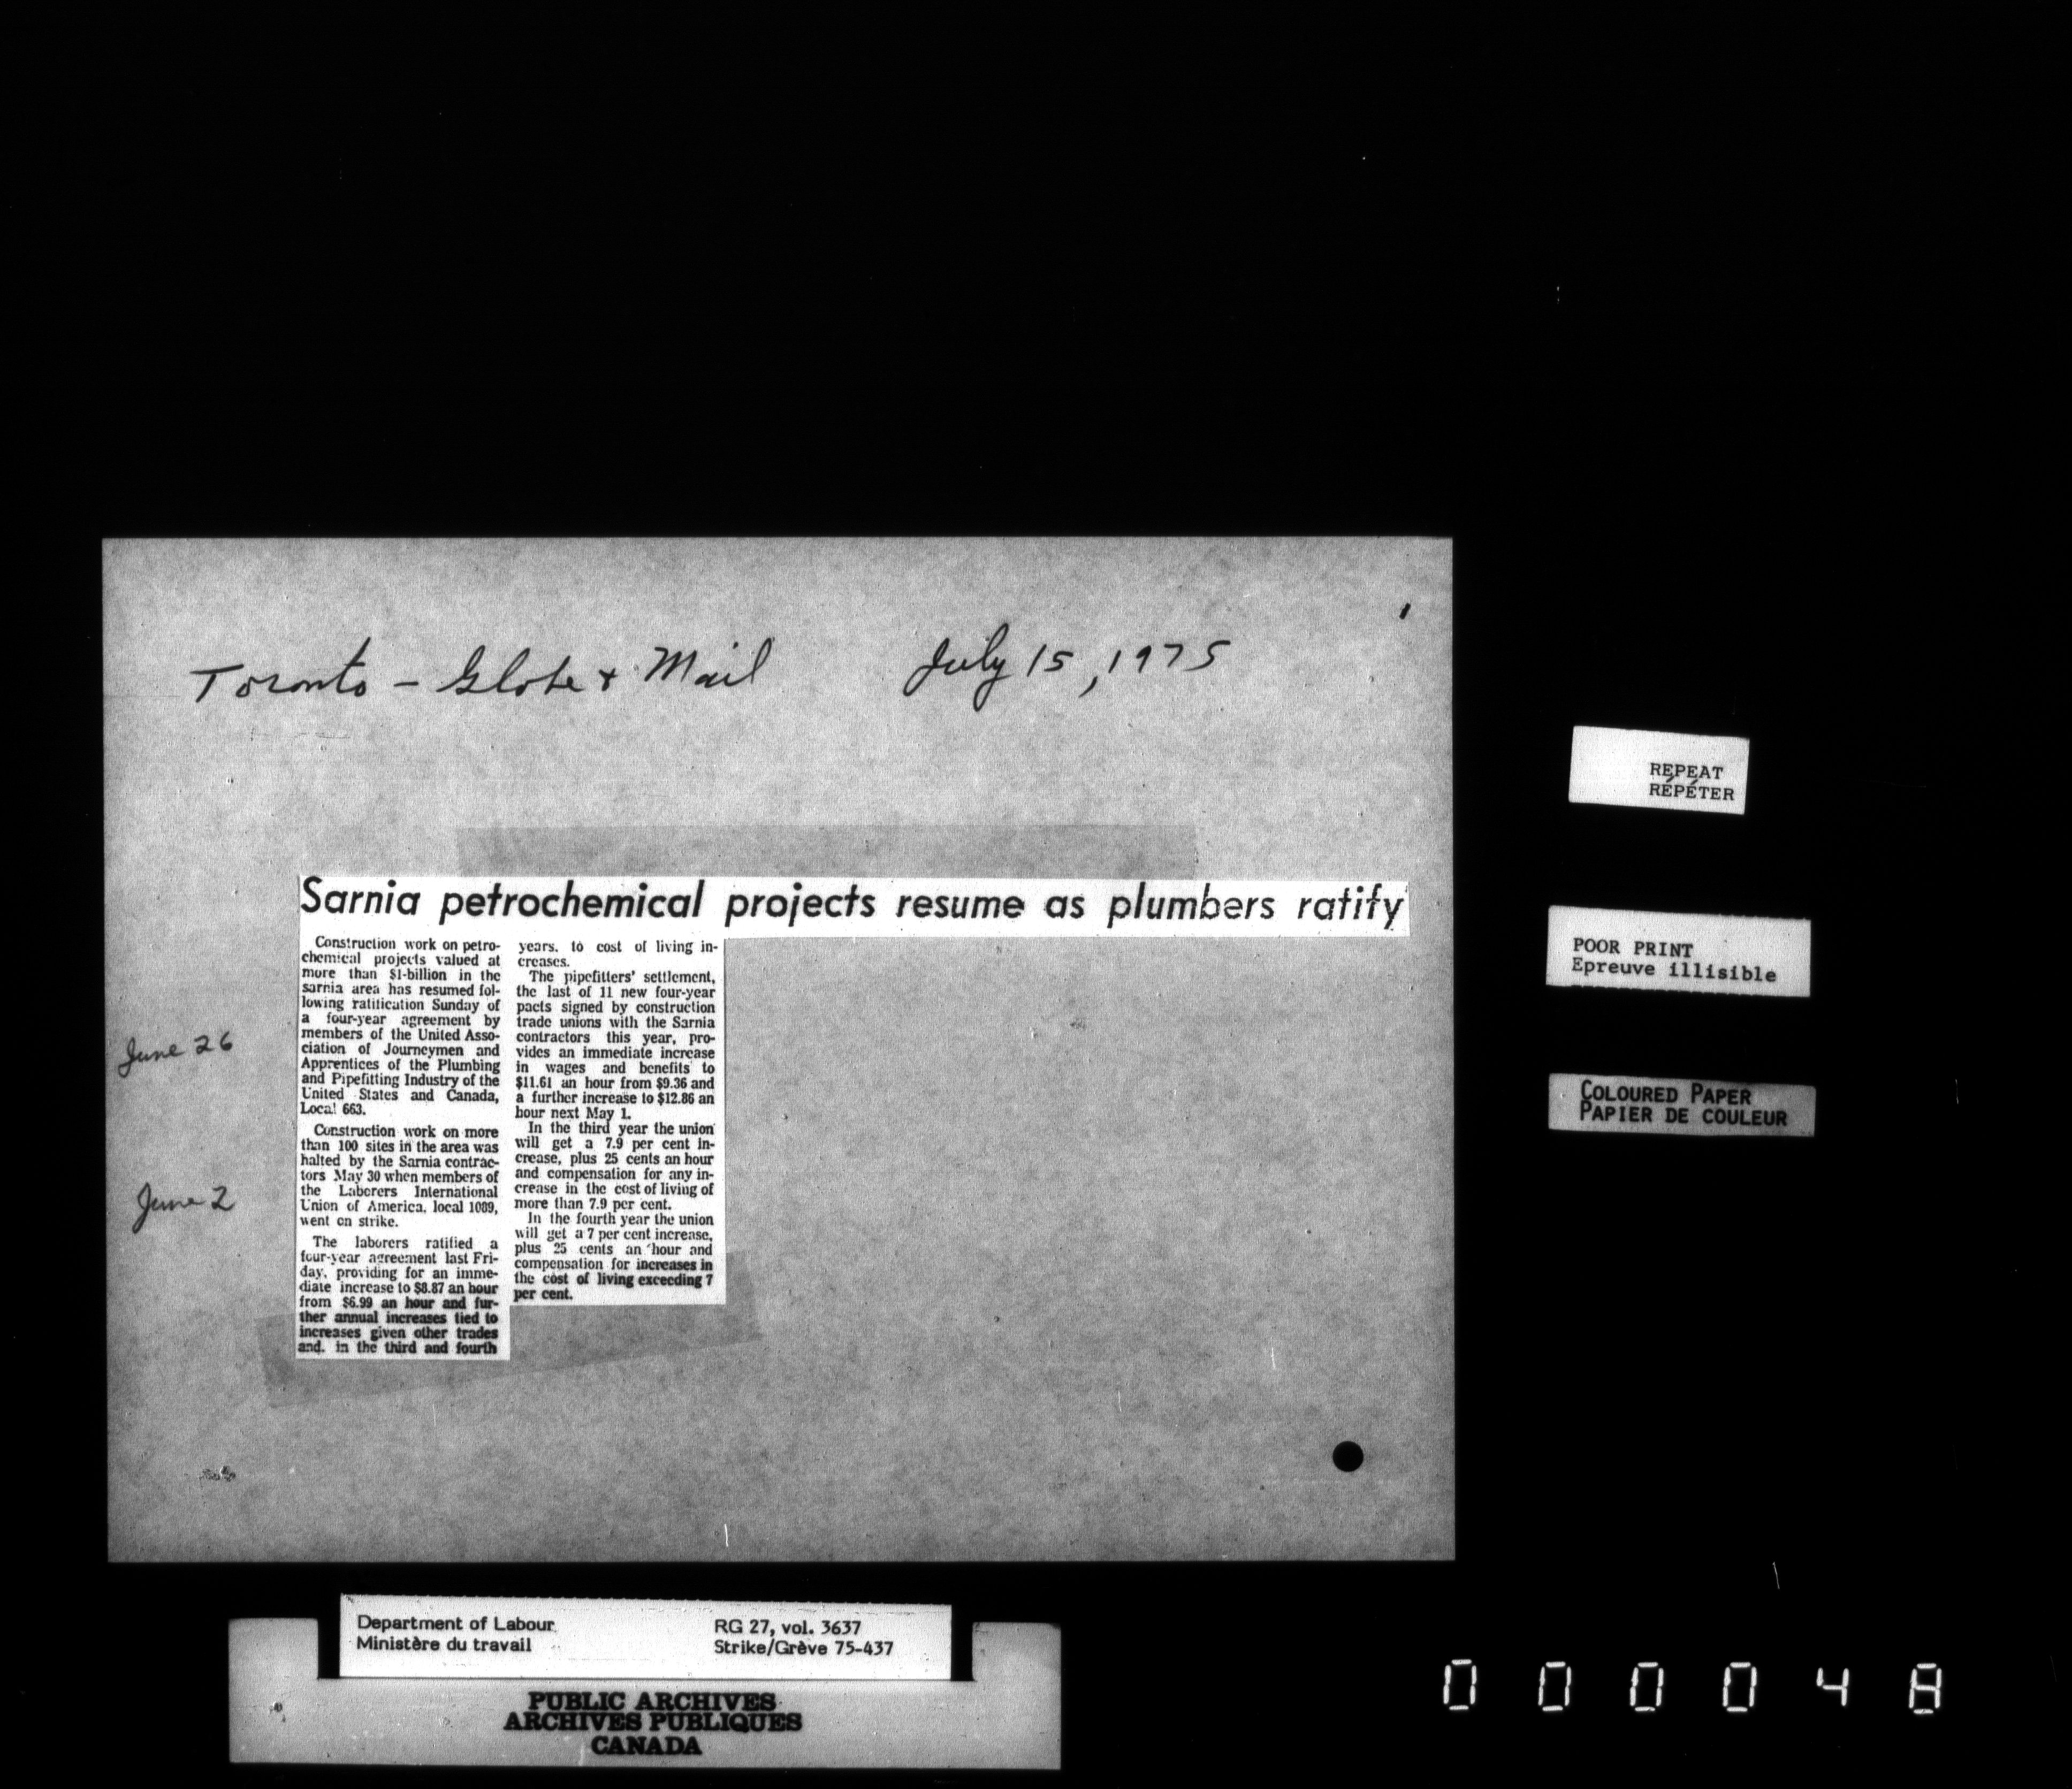 Toronto - Globe & Mail July 15, 1975
Sarnia petrochemical projects resume as plumbers ratify
Construction work on petro-
chemical projects valued at
more than $1-billion in the
sarnia area has resumed fol-
lowing ratification Sunday of
a four-year agreement by
members of the United Asso-
ciation of Journeymen and
Apprentices of the Plumbing
and Pipefitting Industry of the
United States and Canada,
Local 663.
Construction work on more
than 100 sites in the area was
halted by the Sarnia contrac-
tors May 30 when members of
the Laborers International
Union of America, local 1089,
went on strike.
The laborers ratified a
four-year agreement last Fri-
day, providing for an imme-
diate increase to $8.87 an hour
from $6.99 an hour and fur-
ther annual increases tied to
increases given other trades
and, in the third and fourth
years, to cost of living in-
creases.
The pipefitters' settlement,
the last of 11 new four-year
pacts signed by construction
trade unions with the Sarnia
contractors this year, pro-
vides an immediate increase
in wages and benefits to
$11.61 an hour from $9.36 and
a further increase to $12.86 an
hour next May 1.
In the third year the union
will get a 7.9 per cent in-
crease, plus 25 cents an hour
and compensation for any in-
crease in the cost of living of
more than 7.9 per cent.
In the fourth year the union
will get a 7 per cent increase,
plus 25 cents an hour and
compensation for increases in
the cost of living exceeding 7
per cent.
June 26
June 2
REPEAT
RÉPÉTER
POOR PRINT
Epreuve illisible
COLOURED PAPER
PAPIER DE COULEUR
Department of Labour
Ministère du travail
RG 27, vol. 3637
Strike/Grève 75-437
PUBLIC ARCHIVES
ARCHIVES PUBLIQUES
CANADA
000048